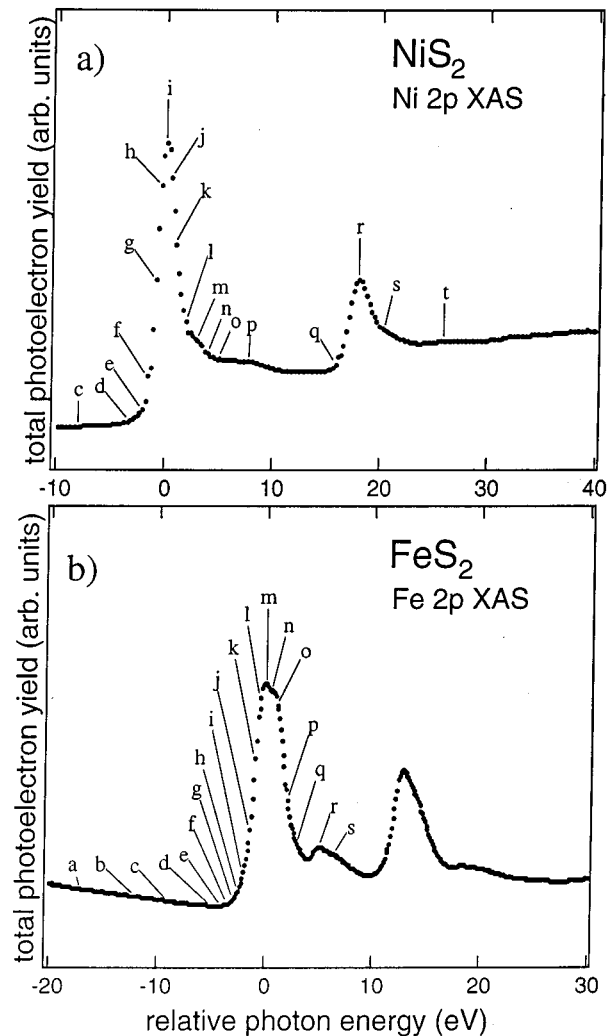 a)
NiS2
Ni 2p XAS
total photoelectron yield (arb. units)
c
d
e
f
g
h
i
j
k
l
m
n
o
p
q
r
s
t
-10
0
10
20
30
40
b)
FeS2
Fe 2p XAS
total photoelectron yield (arb. units)
a
b
c
d
e
f
g
h
i
j
k
l
m
n
o
p
q
r
s
-20
-10
0
10
20
30
relative photon energy (eV)